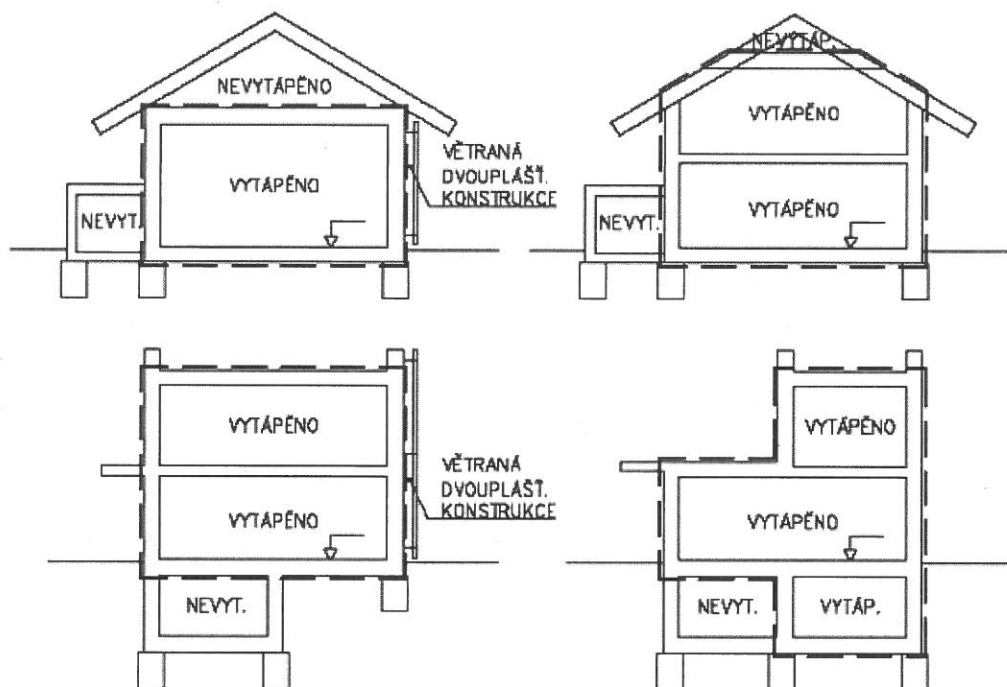 NEVYTÁPĚNO
VYTÁPĚNO
NEVYT.
VĚTRANÁ
DVOUPLÁŠŤ.
KONSTRUKCE
NEVYTÁP.
VYTÁPĚNO
VYTÁPĚNO
NEVYT.
VYTÁPĚNO
VYTÁPĚNO
NEVYT.
VĚTRANÁ
DVOUPLÁŠŤ.
KONSTRUKCE
VYTÁPĚNO
VYTÁPĚNO
NEVYT.
VYTÁP.